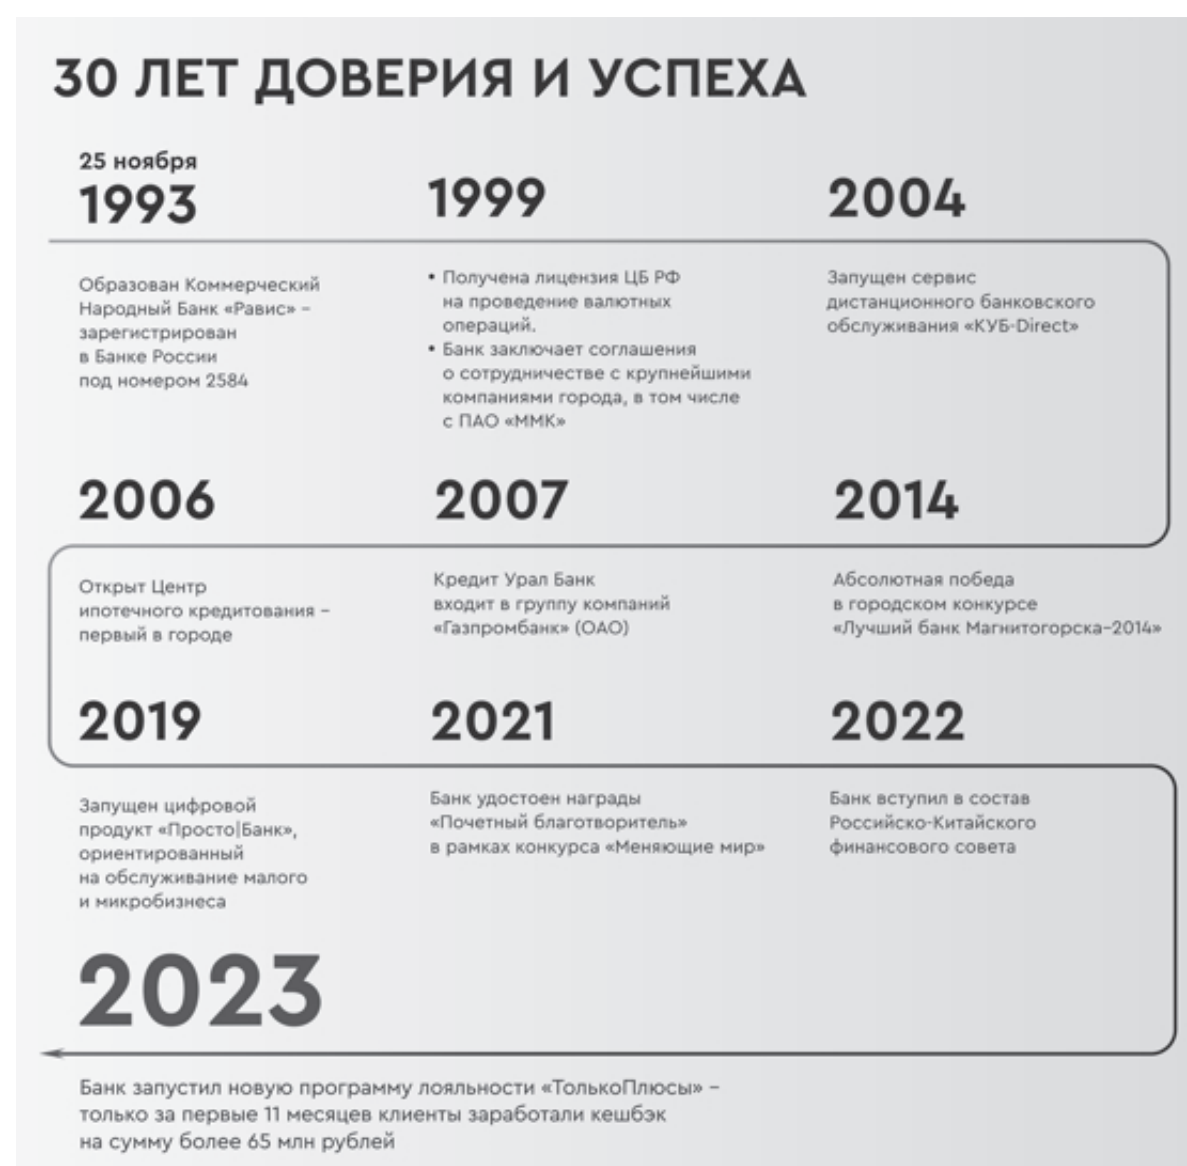 30 ЛЕТ ДОВЕРИЯ И УСПЕХА
25 ноября
1993
Образован Коммерческий
Народный Банк «Равис» –
зарегистрирован
в Банке России
под номером 2584
1999
• Получена лицензия ЦБ РФ
на проведение валютных
операций.
• Банк заключает соглашения
о сотрудничестве с крупнейшими
компаниями города, в том числе
с ПАО «ММК»
2004
Запущен сервис
дистанционного банковского
обслуживания «КУБ-Direct»
2006
Открыт Центр
ипотечного кредитования –
первый в городе
2007
Кредит Урал Банк
входит в группу компаний
«Газпромбанк» (ОАО)
2014
Абсолютная победа
в городском конкурсе
«Лучший банк Магнитогорска–2014»
2019
Запущен цифровой
продукт «Просто|Банк»,
ориентированный
на обслуживание малого
и микробизнеса
2021
Банк удостоен награды
«Почетный благотворитель»
в рамках конкурса «Меняющие мир»
2022
Банк вступил в состав
Российско-Китайского
финансового совета
2023
Банк запустил новую программу лояльности «ТолькоПлюсы» –
только за первые 11 месяцев клиенты заработали кешбэк
на сумму более 65 млн рублей